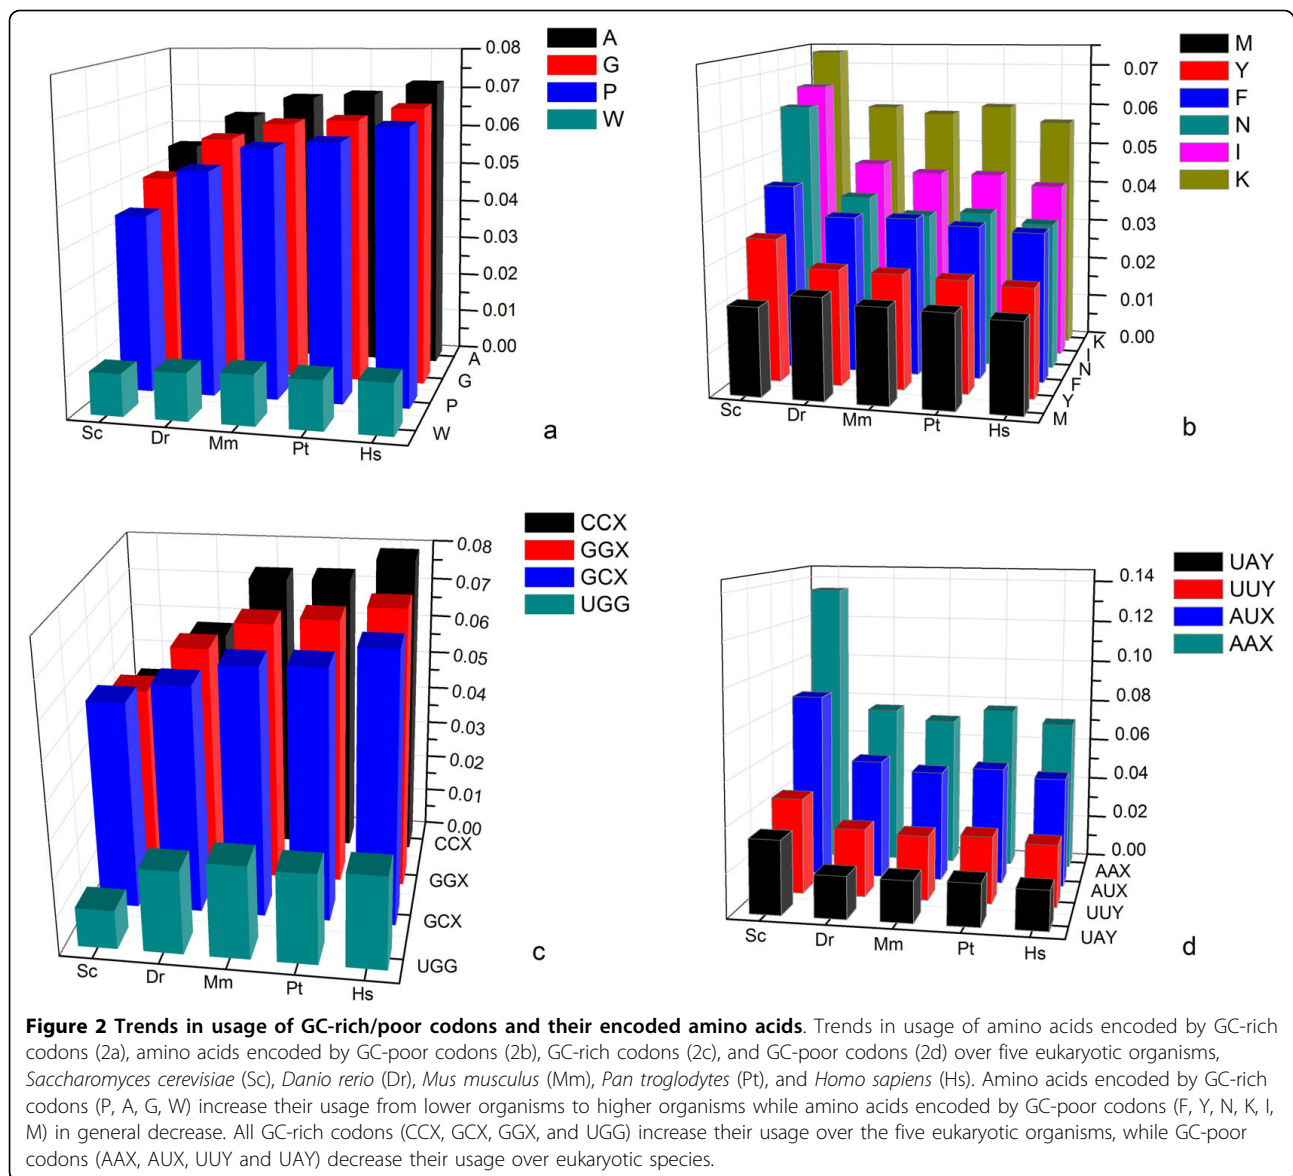 A
G
P
W
0.08
0.07
0.06
0.05
0.04
0.03
0.02
0.01
0.00
A
G
P
W
Sc
Dr
Mm
Pt
Hs
a
M
Y
F
N
I
K
0.07
0.06
0.05
0.04
0.03
0.02
0.01
0.00
K
I
N
F
Y
M
Sc
Dr
Mm
Pt
Hs
b
CCX
GGX
GCX
UGG
0.08
0.07
0.06
0.05
0.04
0.03
0.02
0.01
0.00
CCX
GGX
GCX
UGG
Sc
Dr
Mm
Pt
Hs
c
UAY
UUY
AUX
AAX
0.14
0.12
0.10
0.08
0.06
0.04
0.02
0.00
AAX
AUX
UUY
UAY
Sc
Dr
Mm
Pt
Hs
d
Figure 2 Trends in usage of GC-rich/poor codons and their encoded amino acids. Trends in usage of amino acids encoded by GC-rich
codons (2a), amino acids encoded by GC-poor codons (2b), GC-rich codons (2c), and GC-poor codons (2d) over five eukaryotic organisms,
Saccharomyces cerevisiae (Sc), Danio rerio (Dr), Mus musculus (Mm), Pan troglodytes (Pt), and Homo sapiens (Hs). Amino acids encoded by GC-rich
codons (P, A, G, W) increase their usage from lower organisms to higher organisms while amino acids encoded by GC-poor codons (F, Y, N, K, I,
M) in general decrease. All GC-rich codons (CCX, GCX, GGX, and UGG) increase their usage over the five eukaryotic organisms, while GC-poor
codons (AAX, AUX, UUY and UAY) decrease their usage over eukaryotic species.